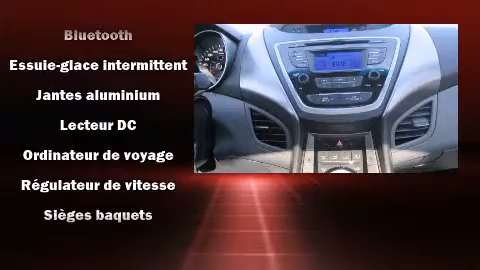 Bluetooth
Essuie-glace intermittent
Jantes aluminium
Lecteur DC
Ordinateur de voyage
Régulateur de vitesse
Sièges baquets